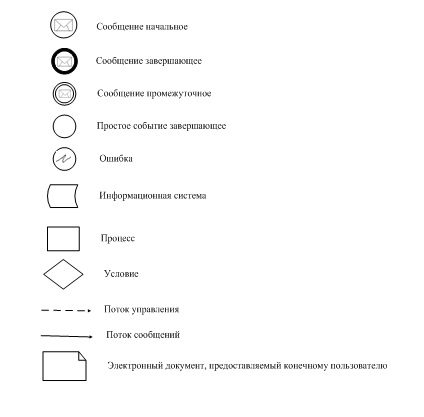 Сообщение начальное
Сообщение завершающее
Сообщение промежуточное
Простое событие завершающее
Ошибка
Информационная система
Процесс
Условие
Поток управления
Поток сообщений
Электронный документ, предоставляемый конечному пользователю